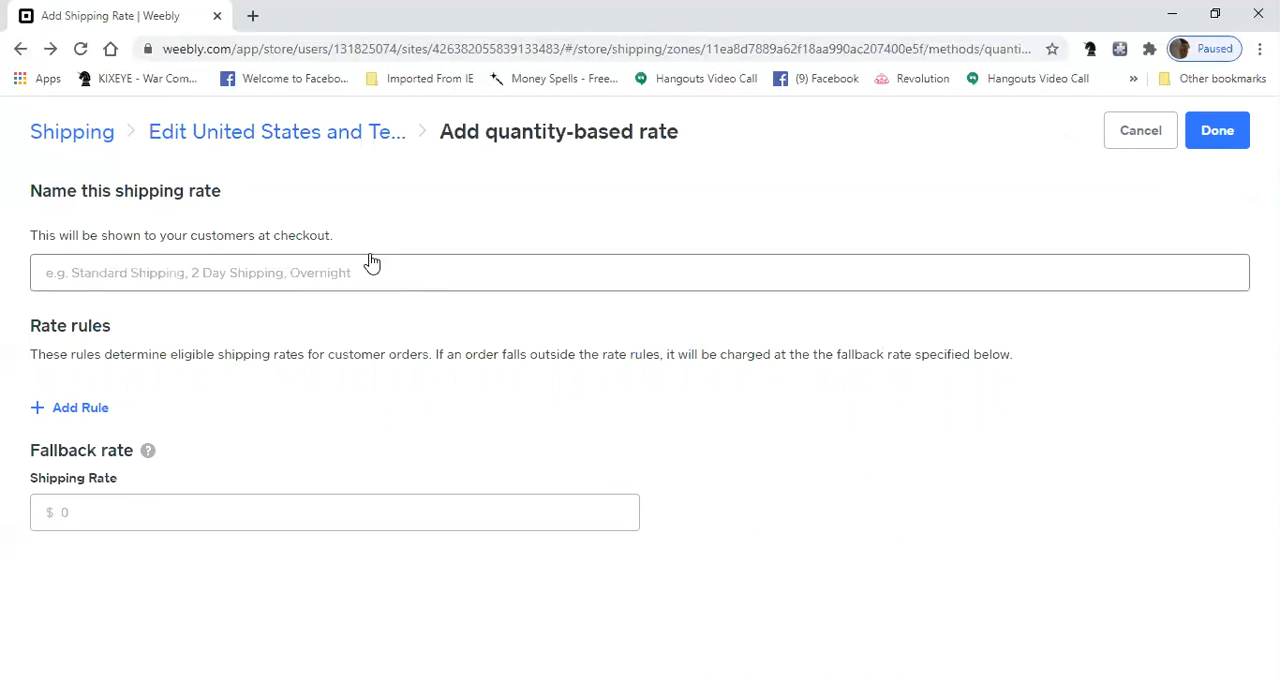 Add Shipping Rate | Weebly
weebly.com/app/store/users/131825074/sites/426382055839133483/#/store/shipping/zones/11ea8d7889a62f18aa990ac207400e5f/methods/quanti...
Paused
Apps KIXEYE - War Com... Welcome to Facebo... Imported From IE Money Spells - Free... Hangouts Video Call (9) Facebook Revolution Hangouts Video Call » Other bookmarks
Shipping > Edit United States and Te... > Add quantity-based rate
Cancel Done
Name this shipping rate
This will be shown to your customers at checkout.
e.g. Standard Shipping, 2 Day Shipping, Overnight
Rate rules
These rules determine eligible shipping rates for customer orders. If an order falls outside the rate rules, it will be charged at the the fallback rate specified below.
+ Add Rule
Fallback rate ?
Shipping Rate
$ 0